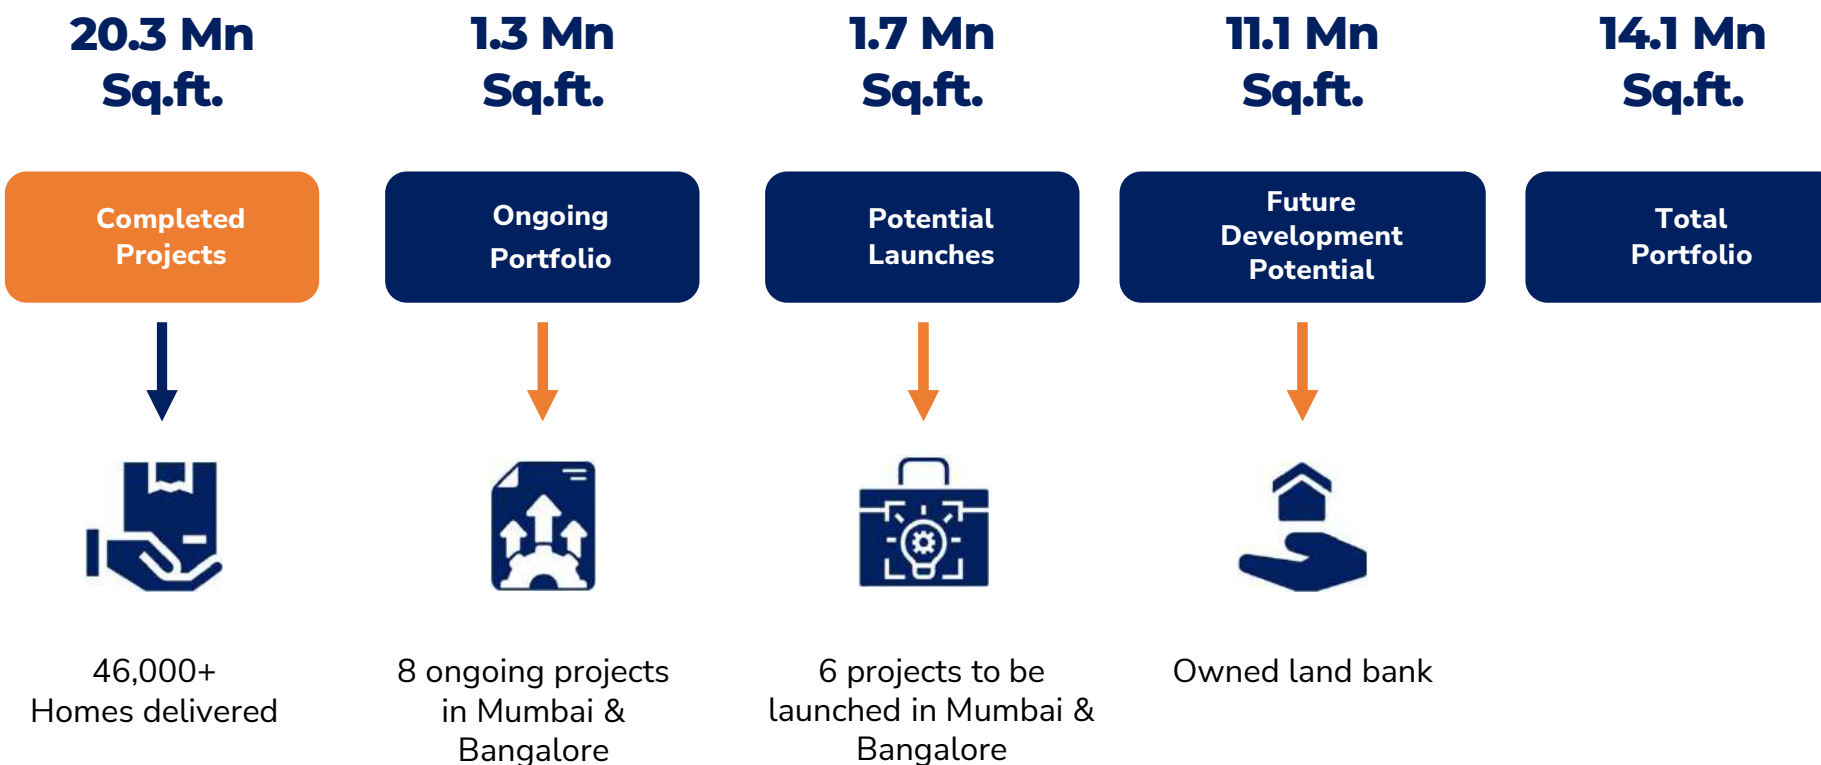 20.3 Mn
Sq.ft.
1.3 Mn
Sq.ft.
1.7 Mn
Sq.ft.
11.1 Mn
Sq.ft.
14.1 Mn
Sq.ft.
Completed
Projects
Ongoing
Portfolio
Potential
Launches
Future
Development
Potential
Total
Portfolio
46,000+
Homes delivered
8 ongoing projects
in Mumbai &
Bangalore
6 projects to be
launched in Mumbai &
Bangalore
Owned land bank